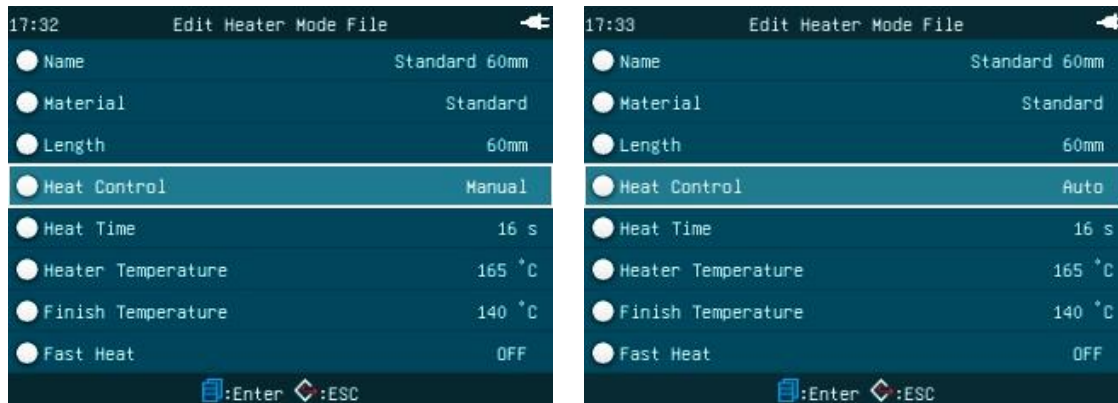 17:32 Edit Heater Mode File
Name Standard 60mm
Material Standard
Length 60mm
Heat Control Manual
Heat Time 16 s
Heater Temperature 165 °C
Finish Temperature 140 °C
Fast Heat OFF
:Enter :ESC
17:33 Edit Heater Mode File
Name Standard 60mm
Material Standard
Length 60mm
Heat Control Auto
Heat Time 16 s
Heater Temperature 165 °C
Finish Temperature 140 °C
Fast Heat OFF
:Enter :ESC